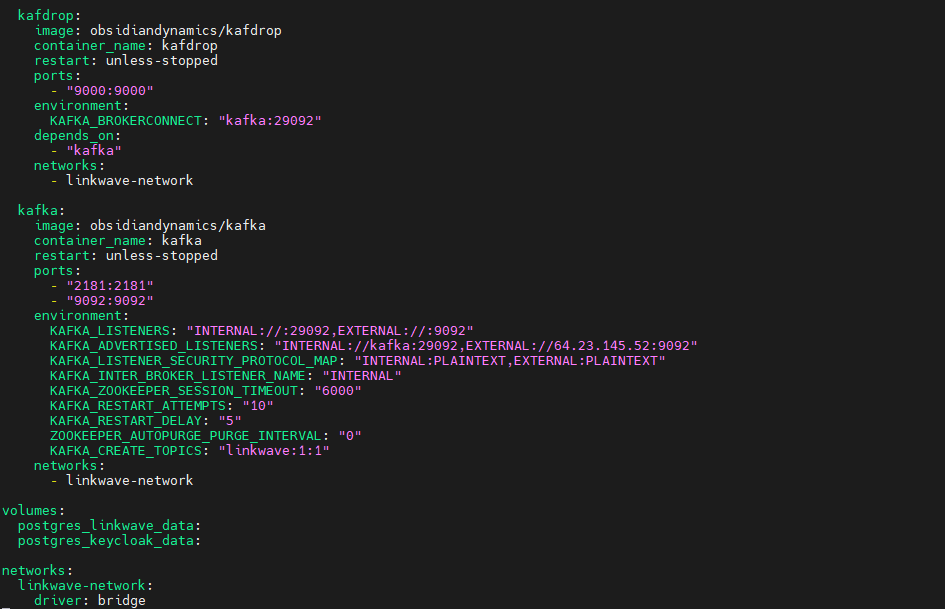 kafdrop:
image: obsidiandynamics/kafdrop
container_name: kafdrop
restart: unless-stopped
ports:
- "9000:9000"
environment:
KAFKA_BROKERCONNECT: "kafka:29092"
depends_on:
- "kafka"
networks:
- linkwave-network
kafka:
image: obsidiandynamics/kafka
container_name: kafka
restart: unless-stopped
ports:
- "2181:2181"
- "9092:9092"
environment:
KAFKA_LISTENERS: "INTERNAL://:29092,EXTERNAL://:9092"
KAFKA_ADVERTISED_LISTENERS: "INTERNAL://kafka:29092,EXTERNAL://64.23.145.52:9092"
KAFKA_LISTENER_SECURITY_PROTOCOL_MAP: "INTERNAL:PLAINTEXT,EXTERNAL:PLAINTEXT"
KAFKA_INTER_BROKER_LISTENER_NAME: "INTERNAL"
KAFKA_ZOOKEEPER_SESSION_TIMEOUT: "6000"
KAFKA_RESTART_ATTEMPTS: "10"
KAFKA_RESTART_DELAY: "5"
ZOOKEEPER_AUTOPURGE_PURGE_INTERVAL: "0"
KAFKA_CREATE_TOPICS: "linkwave:1:1"
networks:
- linkwave-network
volumes:
postgres_linkwave_data:
postgres_keycloak_data:
networks:
linkwave-network:
driver: bridge